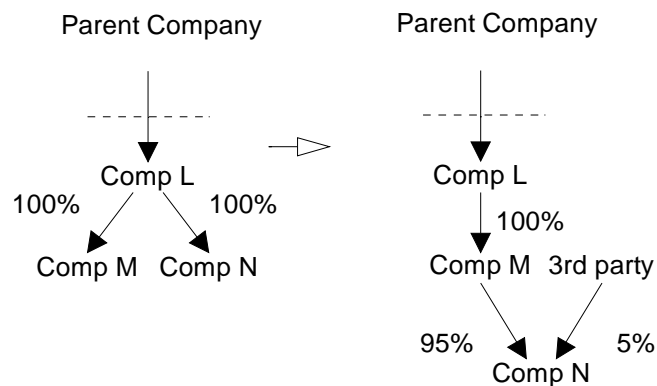 Parent Company
Comp L
100% 100%
Comp M Comp N
Parent Company
Comp L
100%
Comp M 3rd party
95% 5%
Comp N